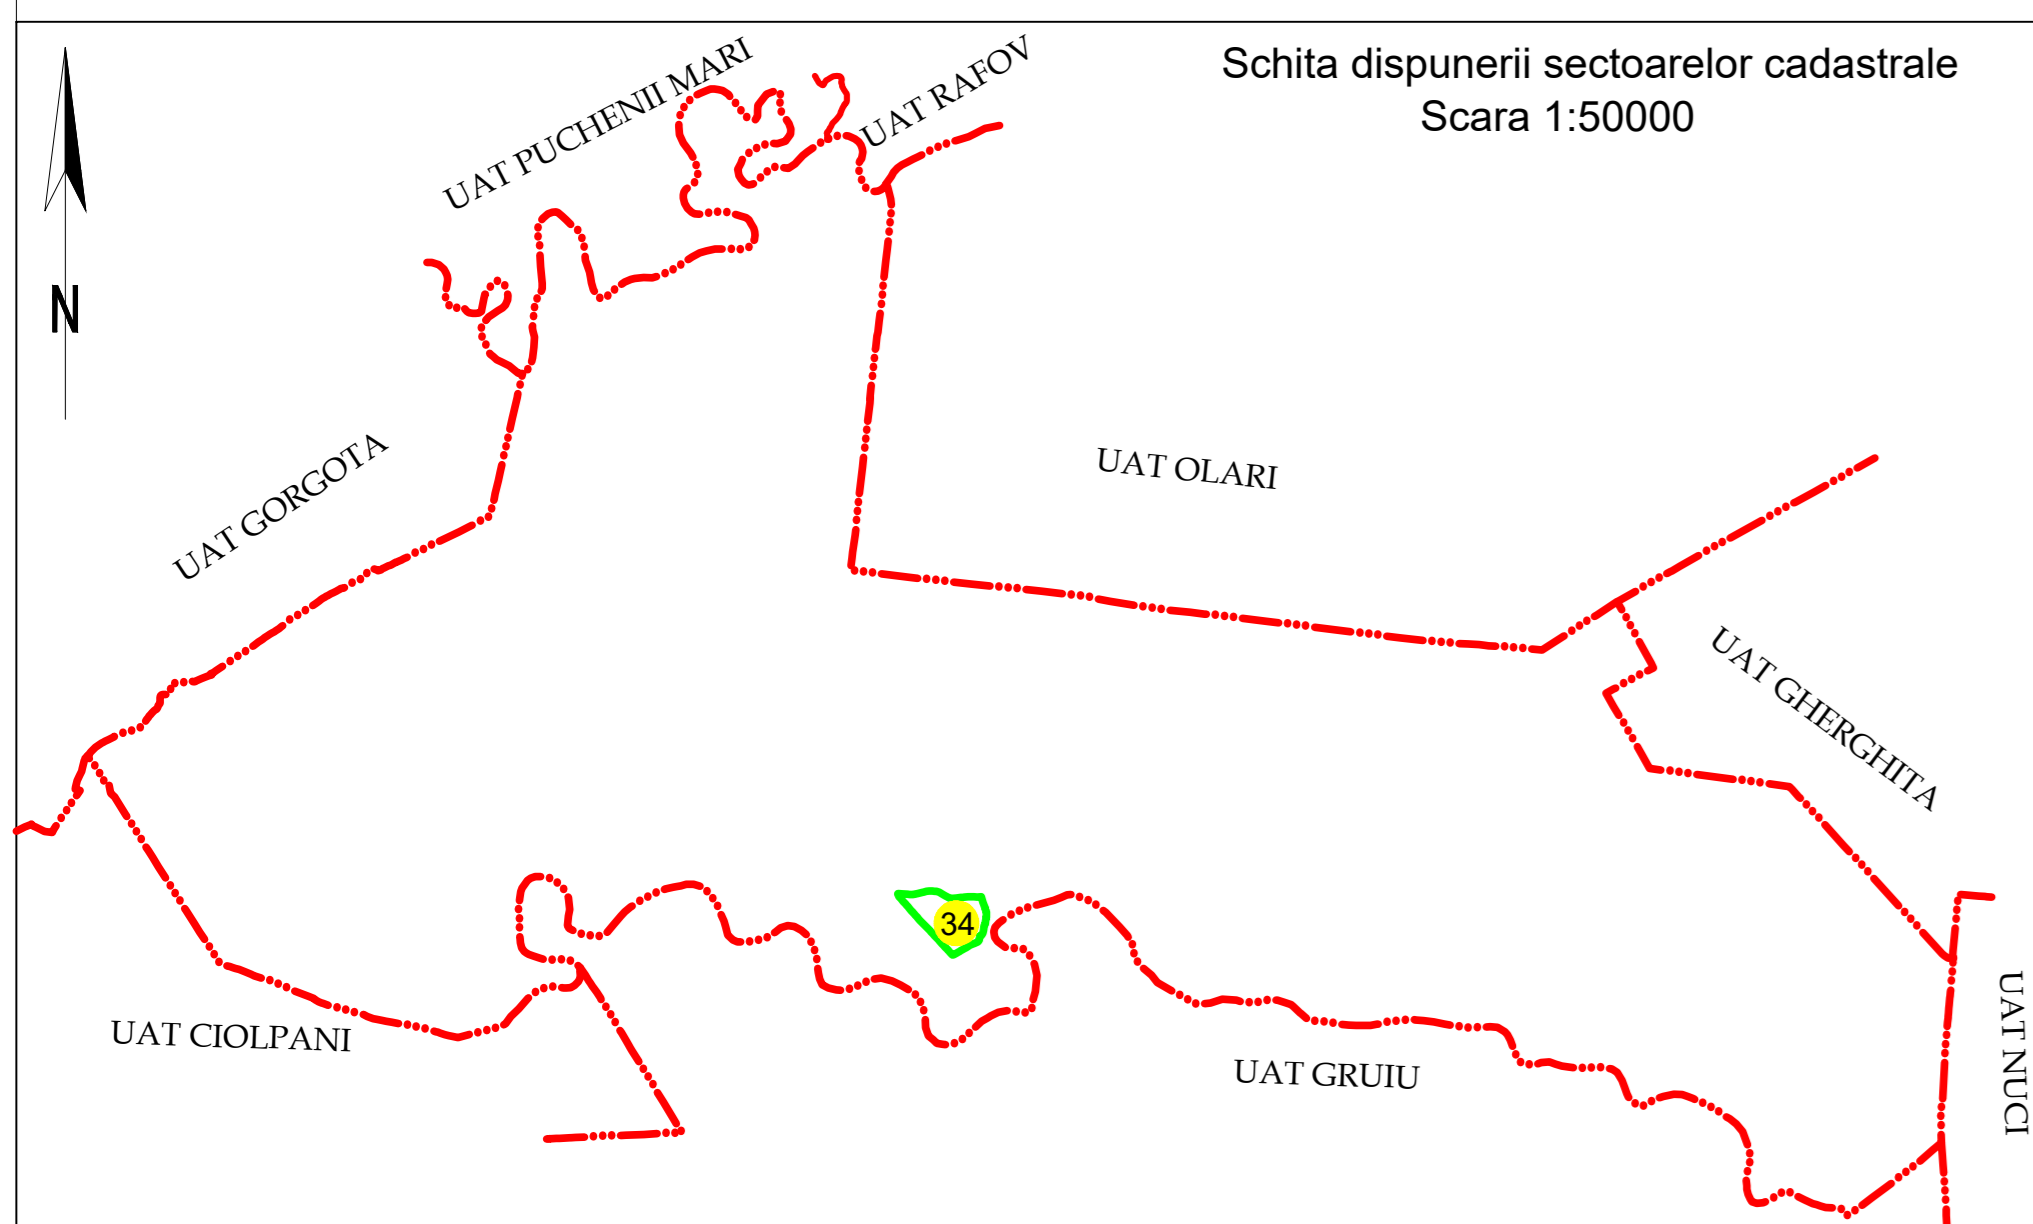 Schita dispunerii sectoarelor cadastrale
Scara 1:50000
UAT PUCHENII MARI
UAT RAFOV
N
UAT GORGOTA
UAT OLARI
UAT GHERGHITA
34
UAT CIOLPANI
UAT GRUIU
UAT NUCI